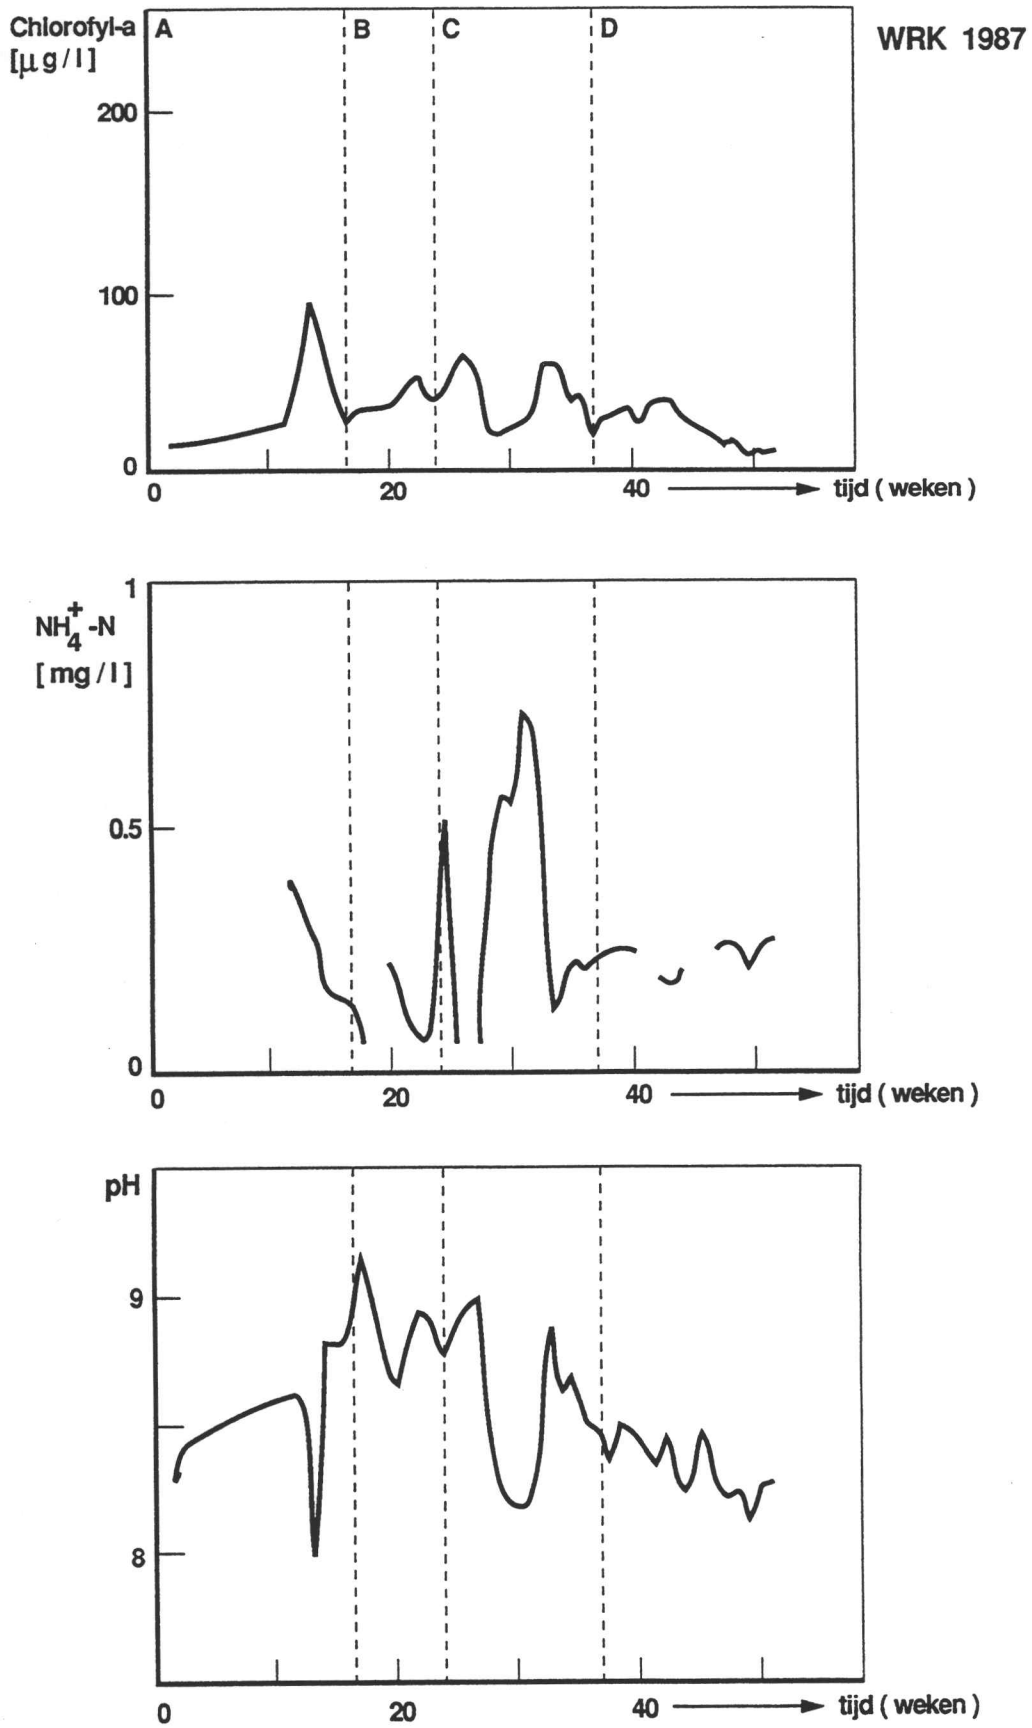 Chlorofyl-a A B C D WRK 1987
[µg/l]
200
100
0
0 20 40 tijd ( weken )
1
NH4+-N
[ mg/l ]
0.5
0
0 20 40 tijd ( weken )
pH
9
8
0 20 40 tijd ( weken )